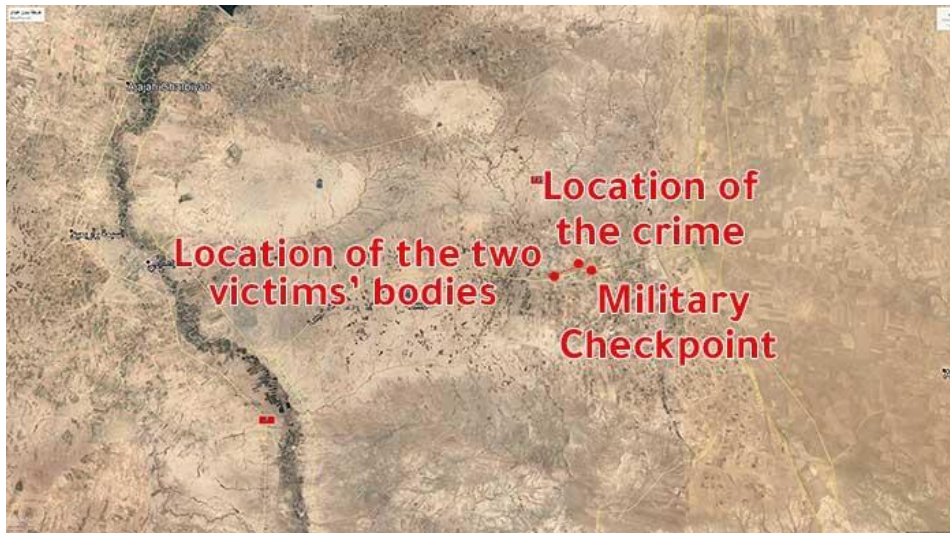 Location of
the crime
Location of the two
victims' bodies
Military
Checkpoint